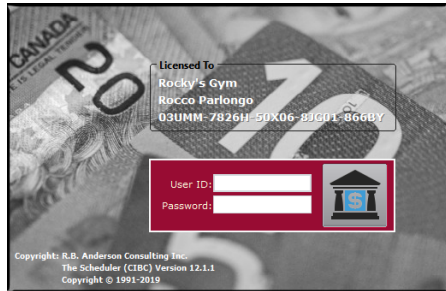 CANADA
20
10
Licensed To
Rocky's Gym
Rocco Parlongo
03UMM-7826H-50X06-8JG01-866BY
User ID:
Password:
$
Copyright: R.B. Anderson Consulting Inc.
The Scheduler (CIBC) Version 12.1.1
Copyright © 1991-2019